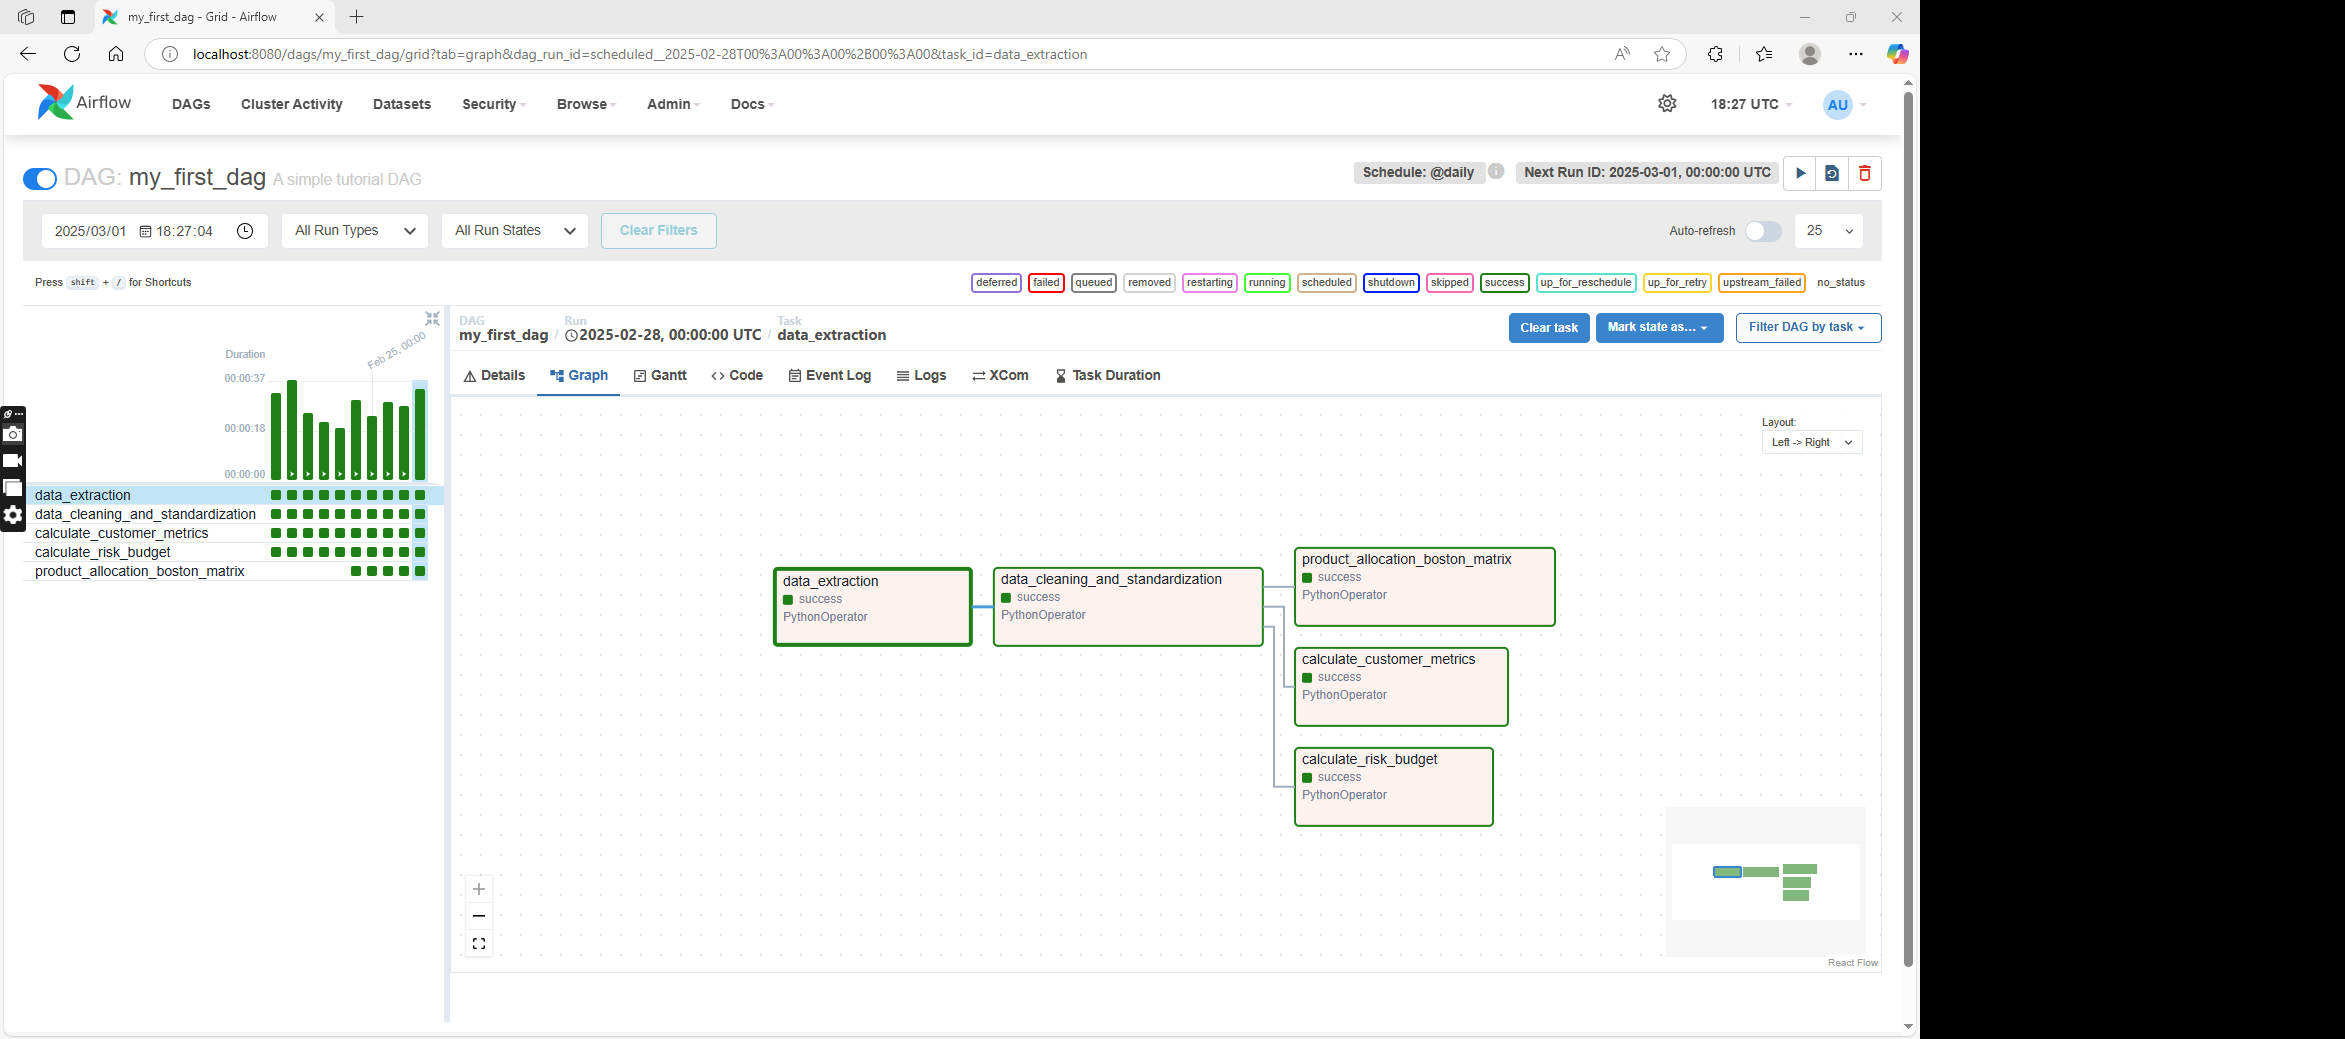 my_first_dag - Grid - Airflow
localhost:8080/dags/my_first_dag/grid?tab=graph&dag_run_id=scheduled__2025-02-28T00%3A00%3A00%2B00%3A00&task_id=data_extraction
Airflow DAGs Cluster Activity Datasets Security Browse Admin Docs 18:27 UTC AU
DAG: my_first_dag A simple tutorial DAG Schedule: @daily Next Run ID: 2025-03-01, 00:00:00 UTC
2025/03/01 18:27:04 All Run Types All Run States Clear Filters Auto-refresh 25
Press shift + / for Shortcuts deferred failed queued removed restarting running scheduled shutdown skipped success up_for_reschedule up_for_retry upstream_failed no_status
Feb 25, 00:00
Duration
00:00:37
00:00:18
00:00:00
data_extraction
data_cleaning_and_standardization
calculate_customer_metrics
calculate_risk_budget
product_allocation_boston_matrix
DAG Run Task
my_first_dag / 2025-02-28, 00:00:00 UTC / data_extraction
Clear task Mark state as... Filter DAG by task
Details Graph Gantt Code Event Log Logs XCom Task Duration
Layout:
Left -> Right
data_extraction
success
PythonOperator
data_cleaning_and_standardization
success
PythonOperator
product_allocation_boston_matrix
success
PythonOperator
calculate_customer_metrics
success
PythonOperator
calculate_risk_budget
success
PythonOperator
React Flow